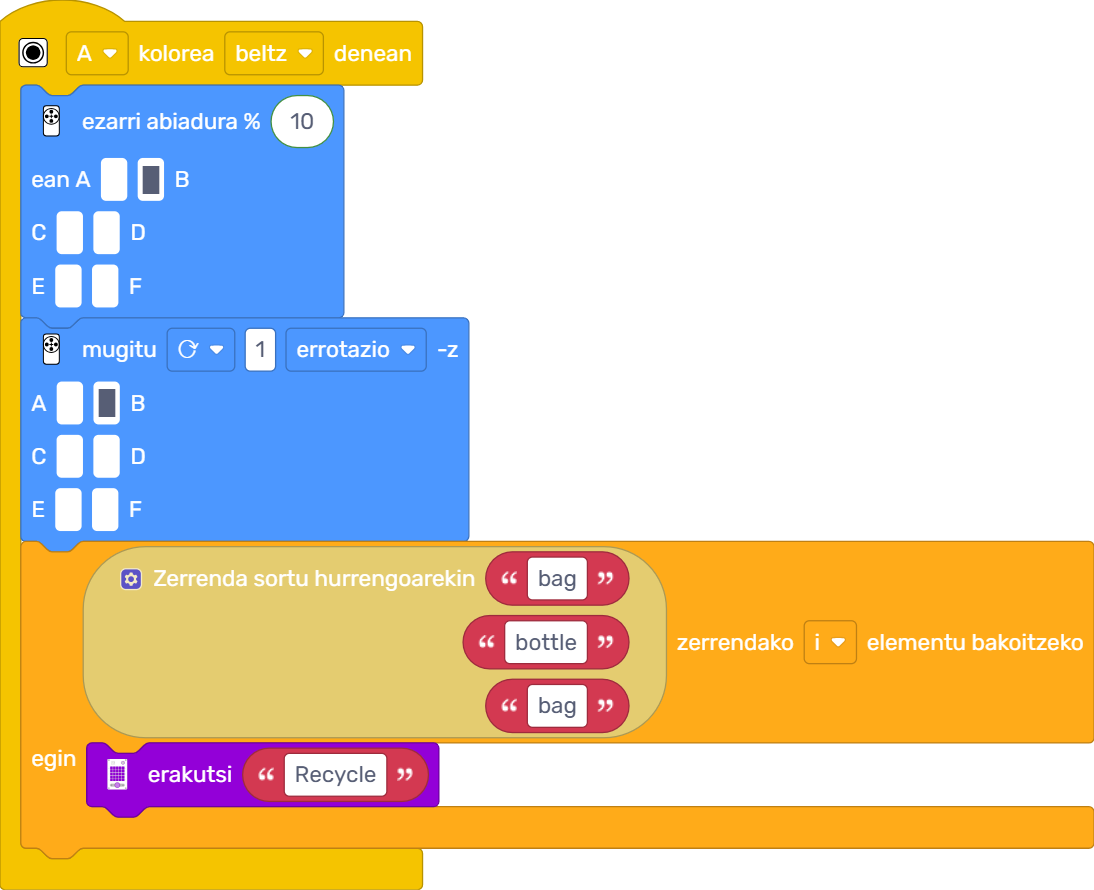 A kolorea beltz denean
ezarri abiadura % 10
ean A B
C D
E F
mugitu 1 errotazio -z
A B
C D
E F
Zerrenda sortu hurrengoarekin “ bag ”
“ bottle ” zerrendako i elementu bakoitzeko
“ bag ”
egin erakutsi “ Recycle ”